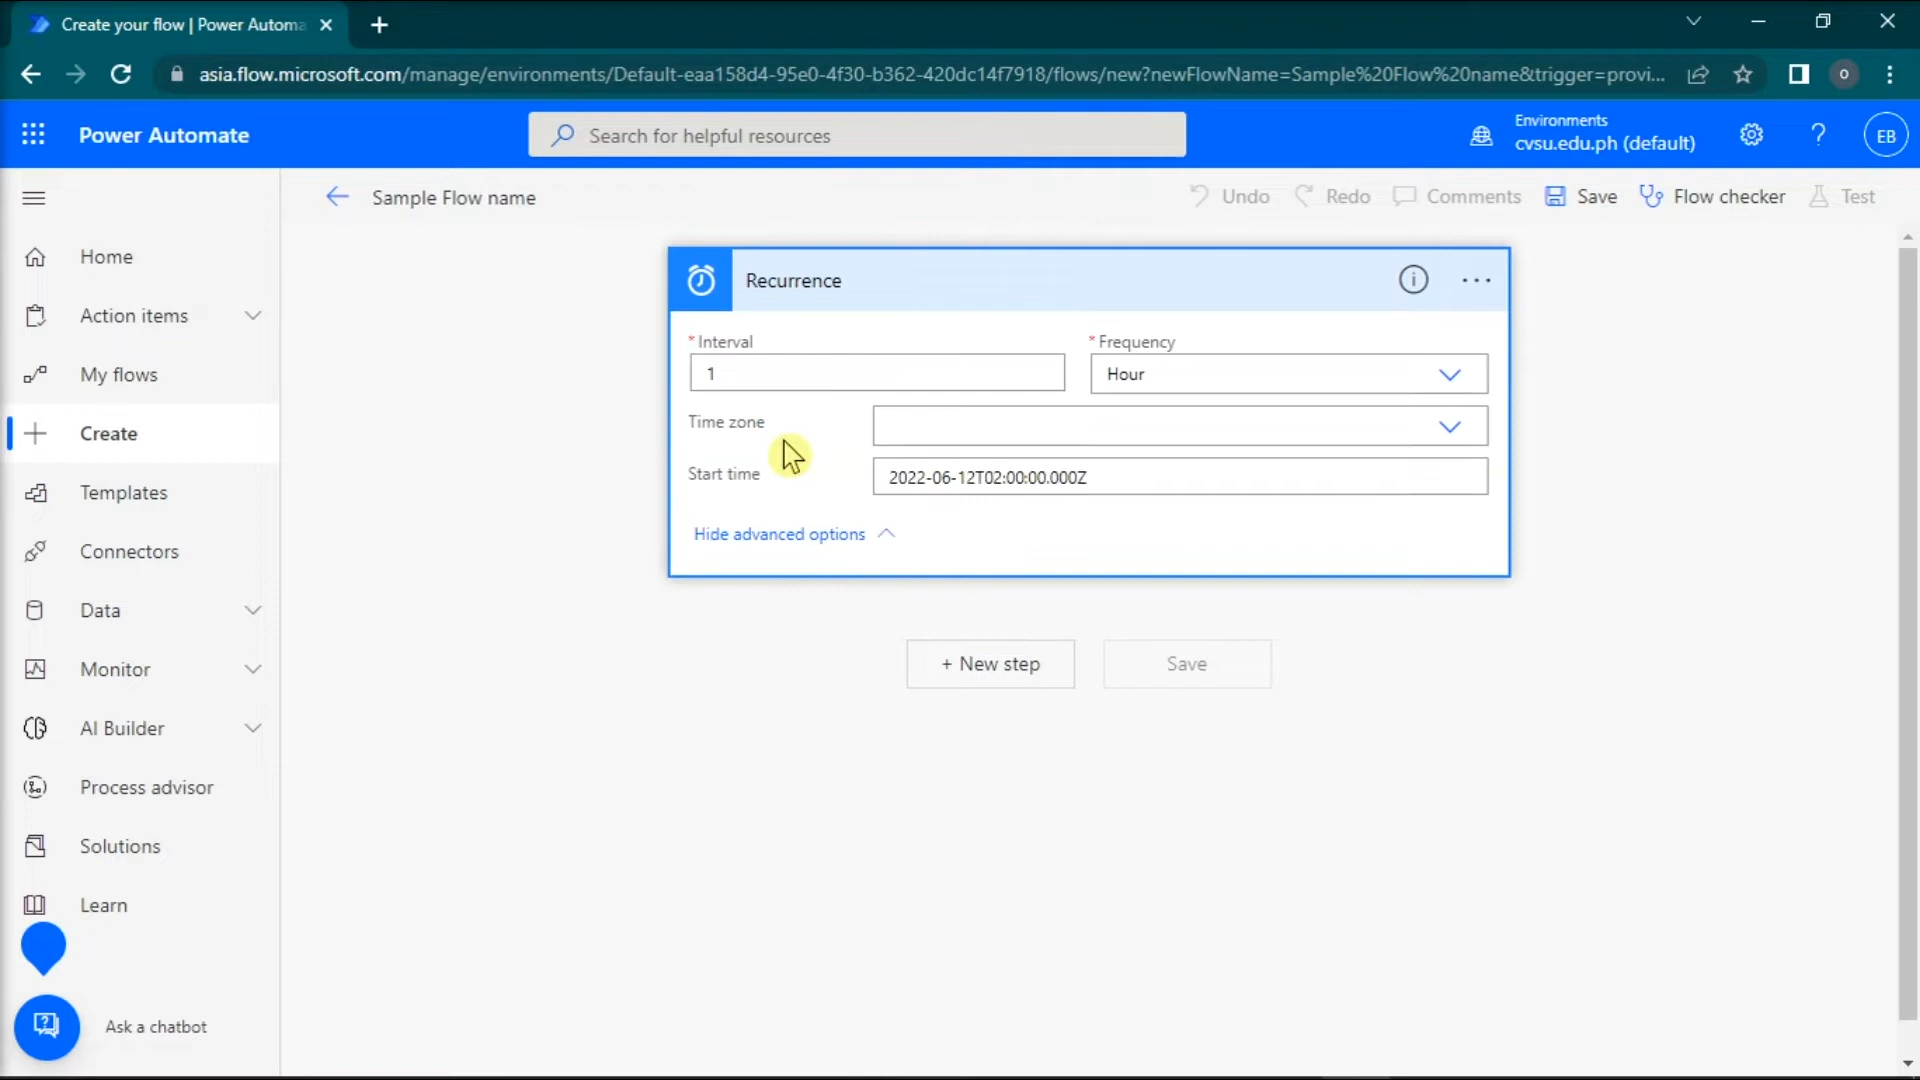 Create your flow | Power Automa
asia.flow.microsoft.com/manage/environments/Default-eaa158d4-95e0-4f30-b362-420dc14f7918/flows/new?newFlowName=Sample%20Flow%20name&trigger=provi...
O
Power Automate
Search for helpful resources
Environments
cvsu.edu.ph (default)
?
EB
Sample Flow name
Undo
Redo
Comments
Save
Flow checker
Test
Home
Action items
My flows
Create
Templates
Connectors
Data
Monitor
AI Builder
Process advisor
Solutions
Learn
Ask a chatbot
Recurrence
* Interval
1
* Frequency
Hour
Time zone
Start time
2022-06-12T02:00:00.000Z
Hide advanced options
+ New step
Save